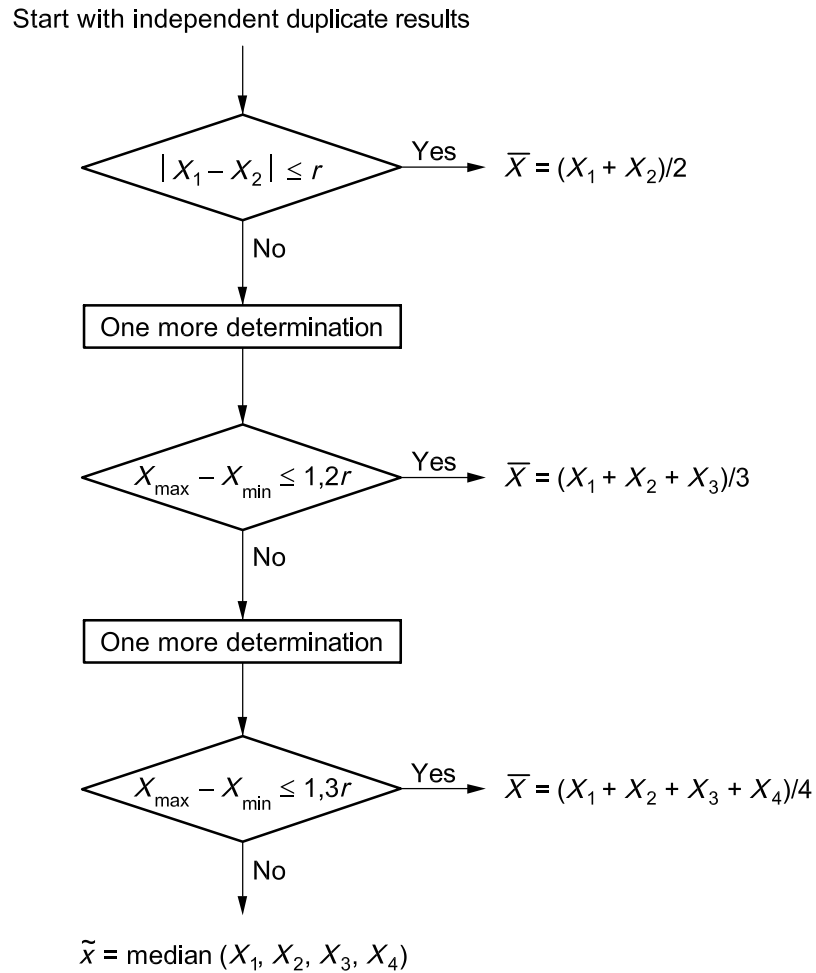 Start with independent duplicate results
| X₁ – X₂ | ≤ r
Yes
X̅ = (X₁ + X₂)/2
No
One more determination
Xmax – Xmin ≤ 1,2r
Yes
X̅ = (X₁ + X₂ + X₃)/3
No
One more determination
Xmax – Xmin ≤ 1,3r
Yes
X̅ = (X₁ + X₂ + X₃ + X₄)/4
No
x̃ = median (X₁, X₂, X₃, X₄)